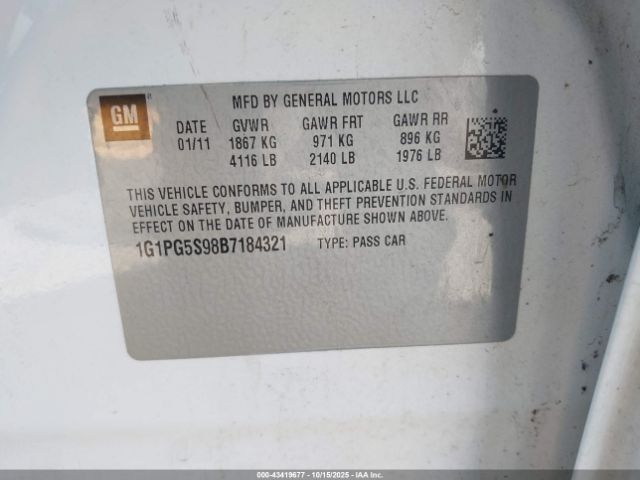 GM
MFD BY GENERAL MOTORS LLC
DATE GVWR GAWR FRT GAWR RR
01/11 1867 KG 971 KG 896 KG
4116 LB 2140 LB 1976 LB
THIS VEHICLE CONFORMS TO ALL APPLICABLE U.S. FEDERAL MOTOR
VEHICLE SAFETY, BUMPER, AND THEFT PREVENTION STANDARDS IN
EFFECT ON THE DATE OF MANUFACTURE SHOWN ABOVE.
1G1PG5S98B7184321 TYPE: PASS CAR
000-43419677 - 10/15/2025 - IAAI.COM